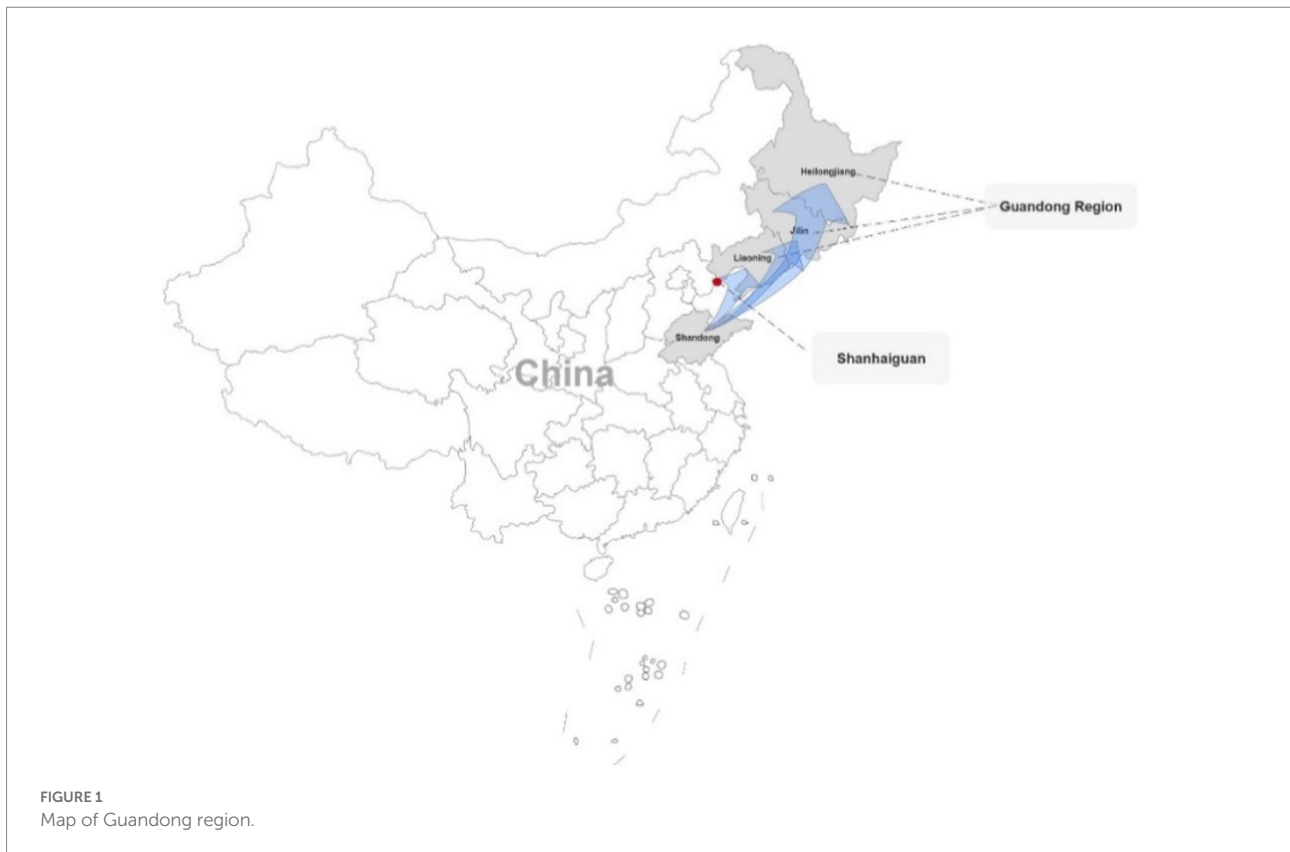 Heilongjiang
Guandong Region
Jilin
Liaoning
Shandong
Shanhaiguan
China
FIGURE 1
Map of Guandong region.